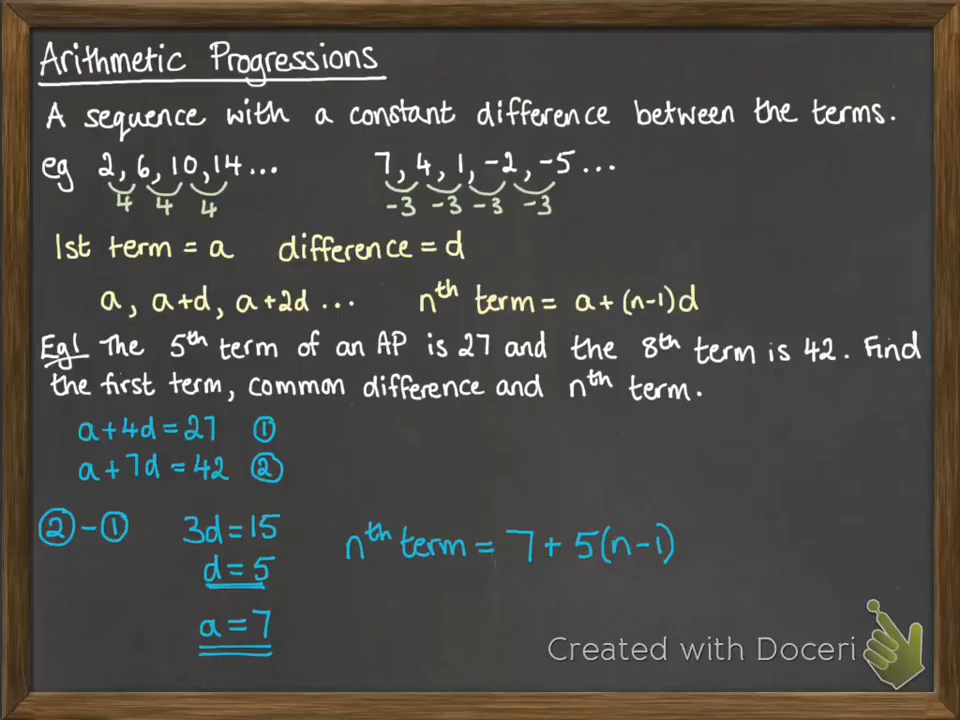 Arithmetic Progressions
A sequence with a constant difference between the terms.
eg 2, 6, 10, 14 ... 7, 4, 1, -2, -5 ...
4 4 4 -3 -3 -3 -3
1st term = a difference = d
a, a+d, a+2d ... nth term = a+(n-1)d
Eg1 The 5th term of an AP is 27 and the 8th term is 42. Find
the first term, common difference and nth term.
a+4d=27 ①
a+7d=42 ②
②-① 3d=15
nth term = 7+5(n-1)
d=5
a=7
Created with Doceri